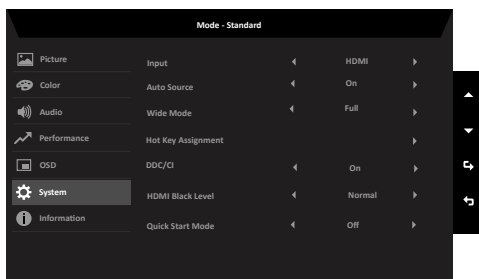 Mode - Standard
Picture
Input HDMI
Color
Auto Source On
Audio
Wide Mode Full
Performance
Hot Key Assignment
OSD
DDC/CI On
System
HDMI Black Level Normal
Information
Quick Start Mode Off